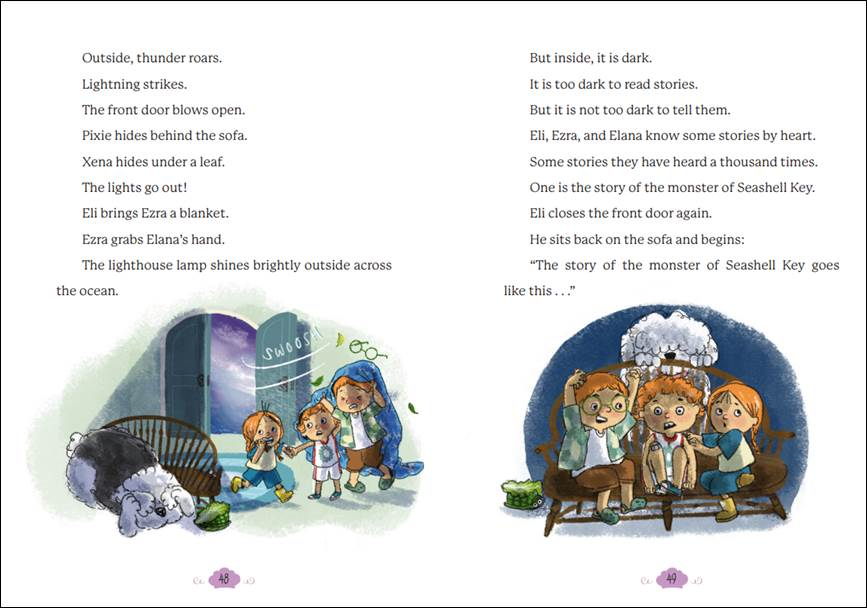 Outside, thunder roars.
Lightning strikes.
The front door blows open.
Pixie hides behind the sofa.
Xena hides under a leaf.
The lights go out!
Eli brings Ezra a blanket.
Ezra grabs Elana’s hand.
The lighthouse lamp shines brightly outside across
the ocean.
SWOOSH
48
But inside, it is dark.
It is too dark to read stories.
But it is not too dark to tell them.
Eli, Ezra, and Elana know some stories by heart.
Some stories they have heard a thousand times.
One is the story of the monster of Seashell Key.
Eli closes the front door again.
He sits back on the sofa and begins:
“The story of the monster of Seashell Key goes
like this . . .”
49